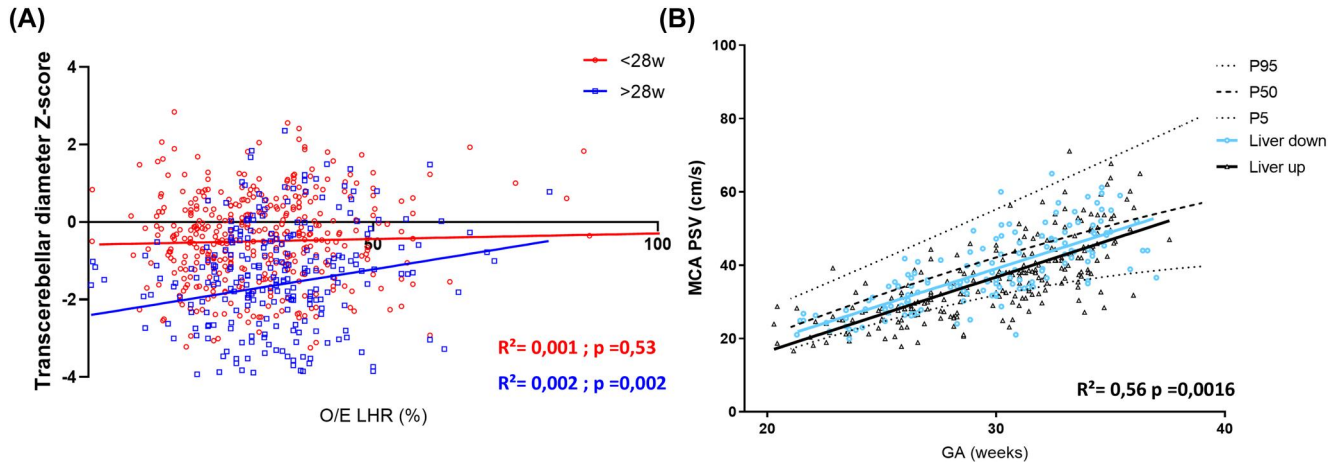 (A)
Transcerebellar diameter Z-score
4
2
0
-2
-4
50
100
<28w
>28w
R²= 0,001 ; p =0,53
R²= 0,002 ; p =0,002
O/E LHR (%)
(B)
MCA PSV (cm/s)
100
80
60
40
20
0
20
30
40
P95
P50
P5
Liver down
Liver up
R²= 0,56 p =0,0016
GA (weeks)